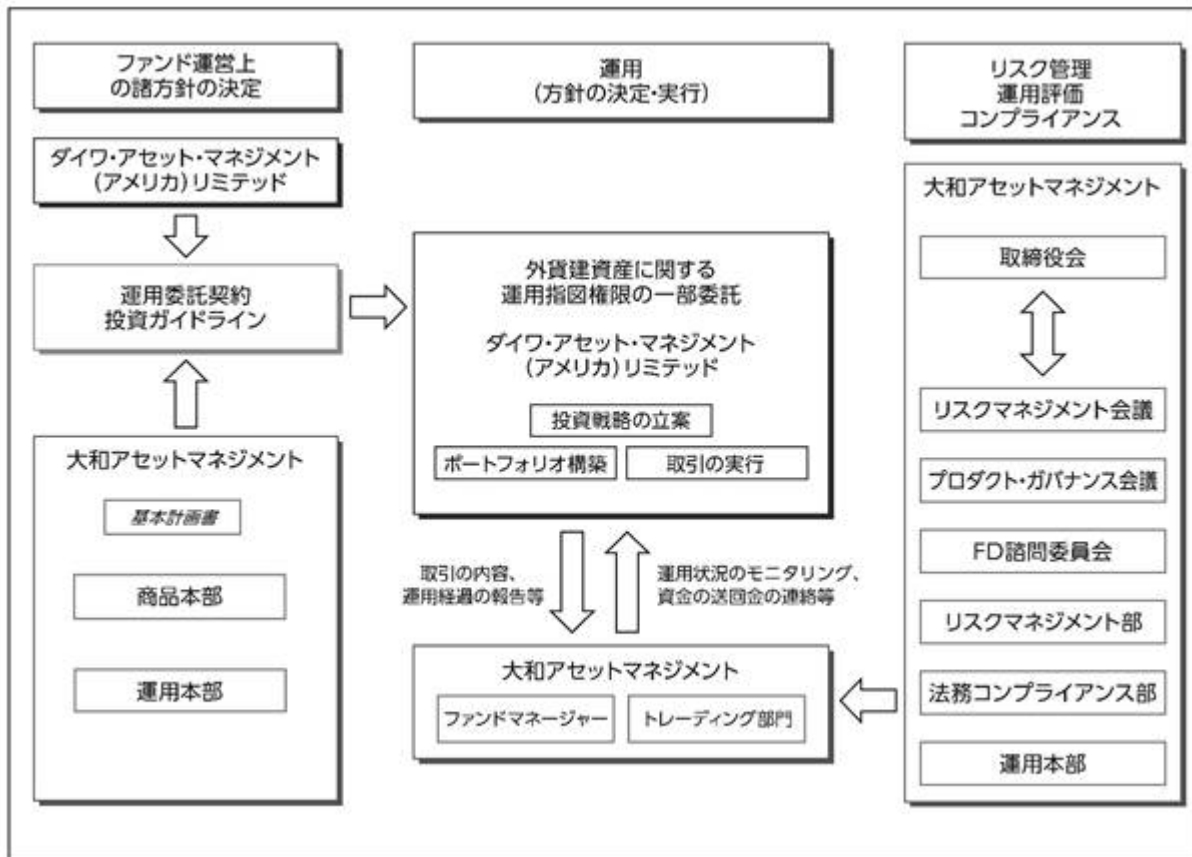 ファンド運営上
の諸方針の決定
ダイワ・アセット・マネジメント
(アメリカ)リミテッド
運用委託契約
投資ガイドライン
大和アセットマネジメント
基本計画書
商品本部
運用本部
運用
(方針の決定・実行)
外貨建資産に関する
運用指図権限の一部委託
ダイワ・アセット・マネジメント
(アメリカ)リミテッド
投資戦略の立案
ポートフォリオ構築
取引の実行
取引の内容、
運用経過の報告等
運用状況のモニタリング、
資金の送回金の連絡等
大和アセットマネジメント
ファンドマネージャー
トレーディング部門
リスク管理
運用評価
コンプライアンス
大和アセットマネジメント
取締役会
リスクマネジメント会議
プロダクト・ガバナンス会議
FD諮問委員会
リスクマネジメント部
法務コンプライアンス部
運用本部